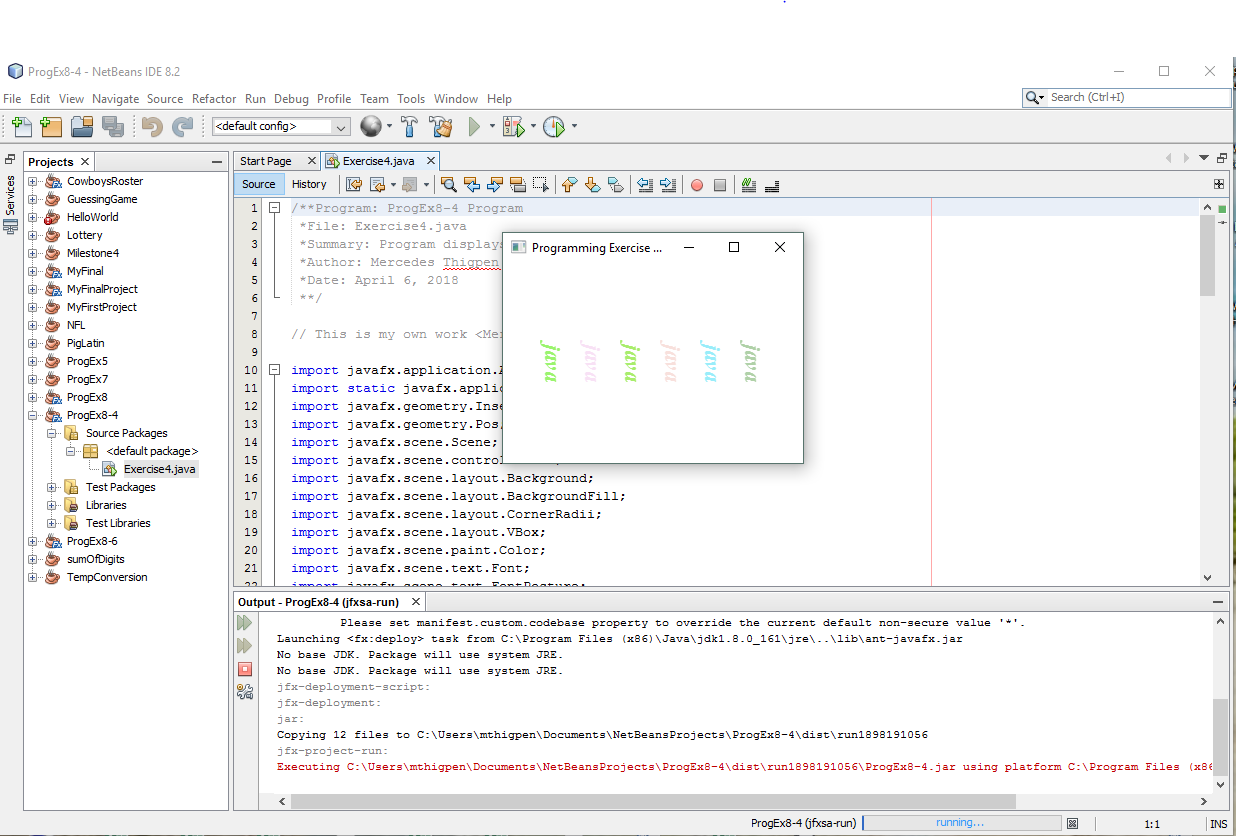 ProgEx8-4 - NetBeans IDE 8.2
File Edit View Navigate Source Refactor Run Debug Profile Team Tools Window Help
Search (Ctrl+I)
<default config>
Services
Projects
CowboysRoster
GuessingGame
HelloWorld
Lottery
Milestone4
MyFinal
MyFinalProject
MyFirstProject
NFL
PigLatin
ProgEx5
ProgEx7
ProgEx8
ProgEx8-4
Source Packages
<default package>
Exercise4.java
Test Packages
Libraries
Test Libraries
ProgEx8-6
sumOfDigits
TempConversion
Start Page Exercise4.java
Source History
1 /**Program: ProgEx8-4 Program
2 *File: Exercise4.java
3 *Summary: Program displays
4 *Author: Mercedes Thigpen
5 *Date: April 6, 2018
6 **/
7
8 // This is my own work <Me
9
10 import javafx.application.A
11 import static javafx.applic
12 import javafx.geometry.Inse
13 import javafx.geometry.Pos
14 import javafx.scene.Scene;
15 import javafx.scene.control
16 import javafx.scene.layout.Background;
17 import javafx.scene.layout.BackgroundFill;
18 import javafx.scene.layout.CornerRadii;
19 import javafx.scene.layout.VBox;
20 import javafx.scene.paint.Color;
21 import javafx.scene.text.Font;
22 import javafx.scene.text.FontPosture;
Programming Exercise ...
java java java java java java
Output - ProgEx8-4 (jfxsa-run)
Please set manifest.custom.codebase property to override the current default non-secure value '*'.
Launching <fx:deploy> task from C:\Program Files (x86)\Java\jdk1.8.0_161\jre\..\lib\ant-javafx.jar
No base JDK. Package will use system JRE.
No base JDK. Package will use system JRE.
jfx-deployment-script:
jfx-deployment:
jar:
Copying 12 files to C:\Users\mthigpen\Documents\NetBeansProjects\ProgEx8-4\dist\run1898191056
jfx-project-run:
Executing C:\Users\mthigpen\Documents\NetBeansProjects\ProgEx8-4\dist\run1898191056\ProgEx8-4.jar using platform C:\Program Files (x86
ProgEx8-4 (jfxsa-run) running... 1:1 INS